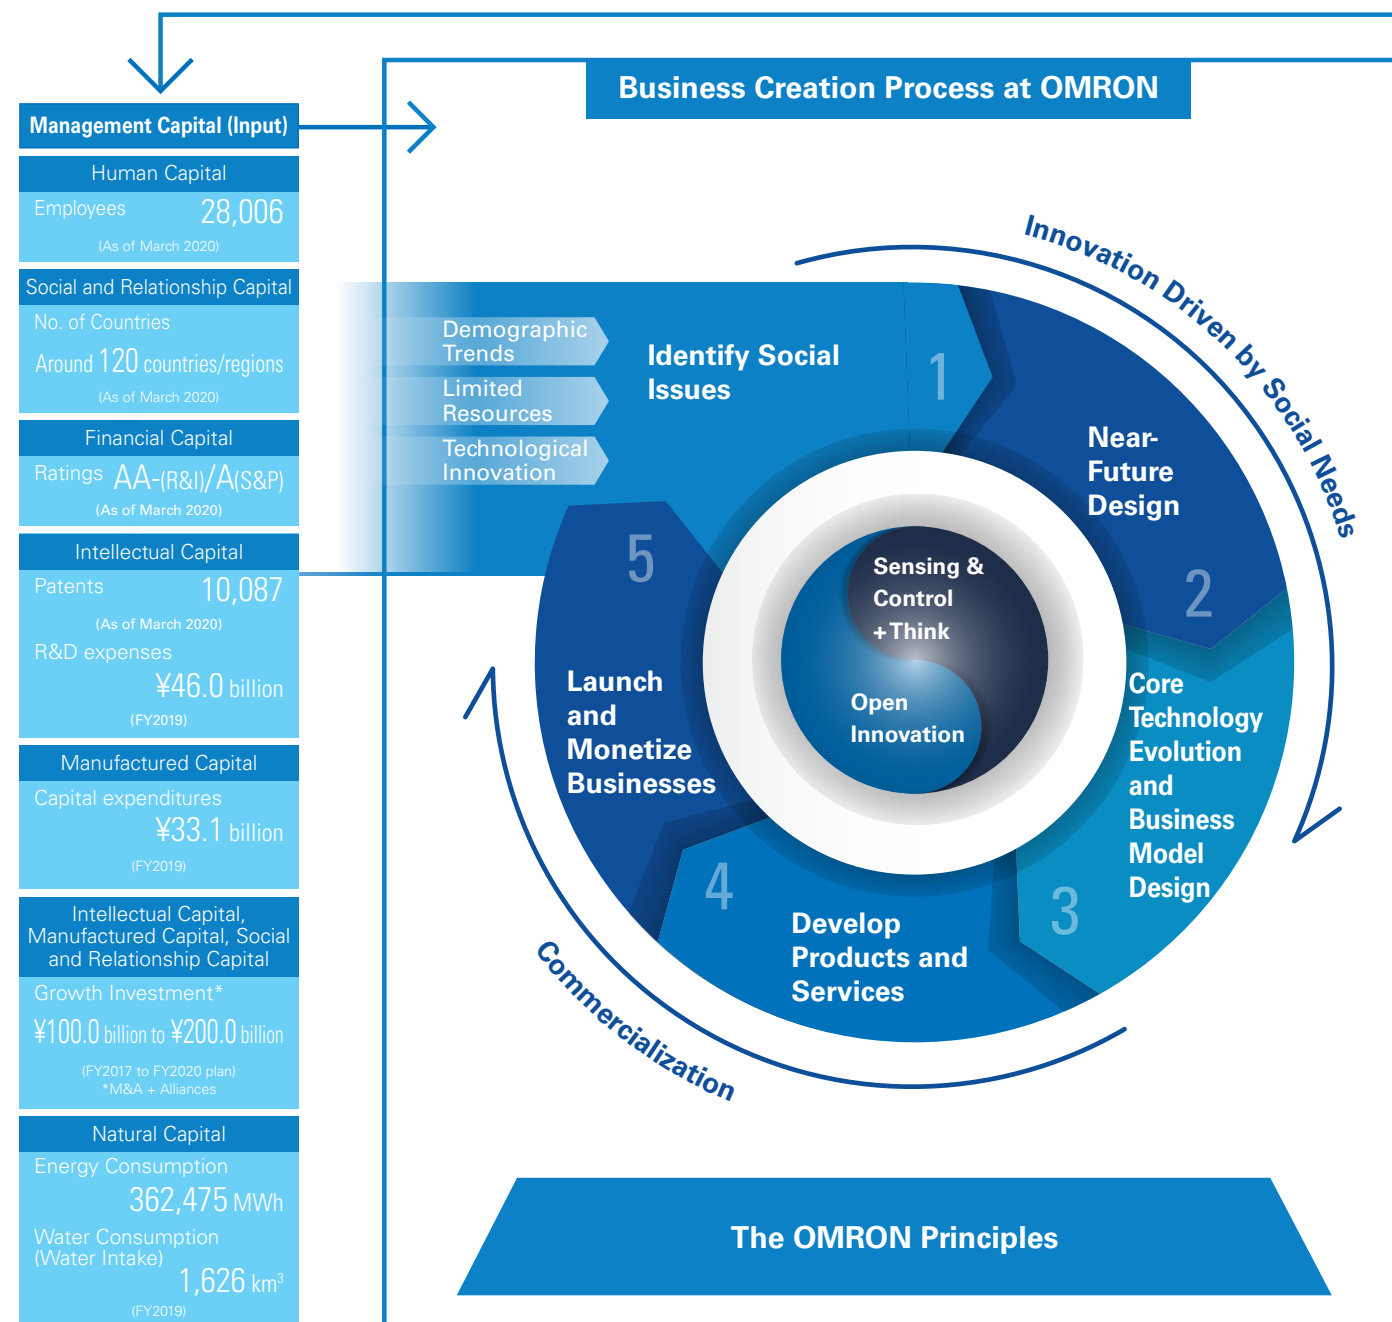 Business Creation Process at OMRON
Management Capital (Input)
Human Capital
Employees 28,006
(As of March 2020)
Social and Relationship Capital
No. of Countries
Around 120 countries/regions
(As of March 2020)
Financial Capital
Ratings AA-(R&I)/A(S&P)
(As of March 2020)
Intellectual Capital
Patents 10,087
(As of March 2020)
R&D expenses
¥46.0 billion
(FY2019)
Manufactured Capital
Capital expenditures
¥33.1 billion
(FY2019)
Intellectual Capital,
Manufactured Capital, Social
and Relationship Capital
Growth Investment*
¥100.0 billion to ¥200.0 billion
(FY2017 to FY2020 plan)
*M&A + Alliances
Natural Capital
Energy Consumption
362,475 MWh
Water Consumption
(Water Intake)
1,626 km³
(FY2019)
Demographic
Trends
Limited
Resources
Technological
Innovation
Identify Social
Issues
1
Innovation Driven by Social Needs
Near-
Future
Design
2
Core
Technology
Evolution
and
Business
Model
Design
3
Develop
Products and
Services
4
Commercialization
Launch
and
Monetize
Businesses
5
Sensing &
Control
+Think
Open
Innovation
The OMRON Principles